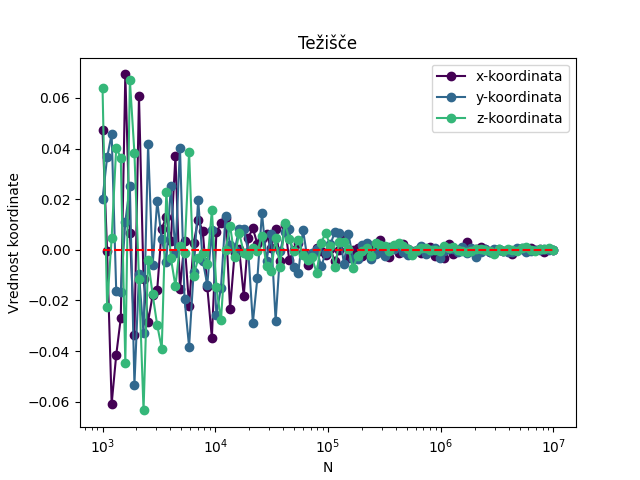 Težišče
x-koordinata
y-koordinata
z-koordinata
Vrednost koordinate
0.06
0.04
0.02
0.00
−0.02
−0.04
−0.06
10³
10⁴
10⁵
10⁶
10⁷
N